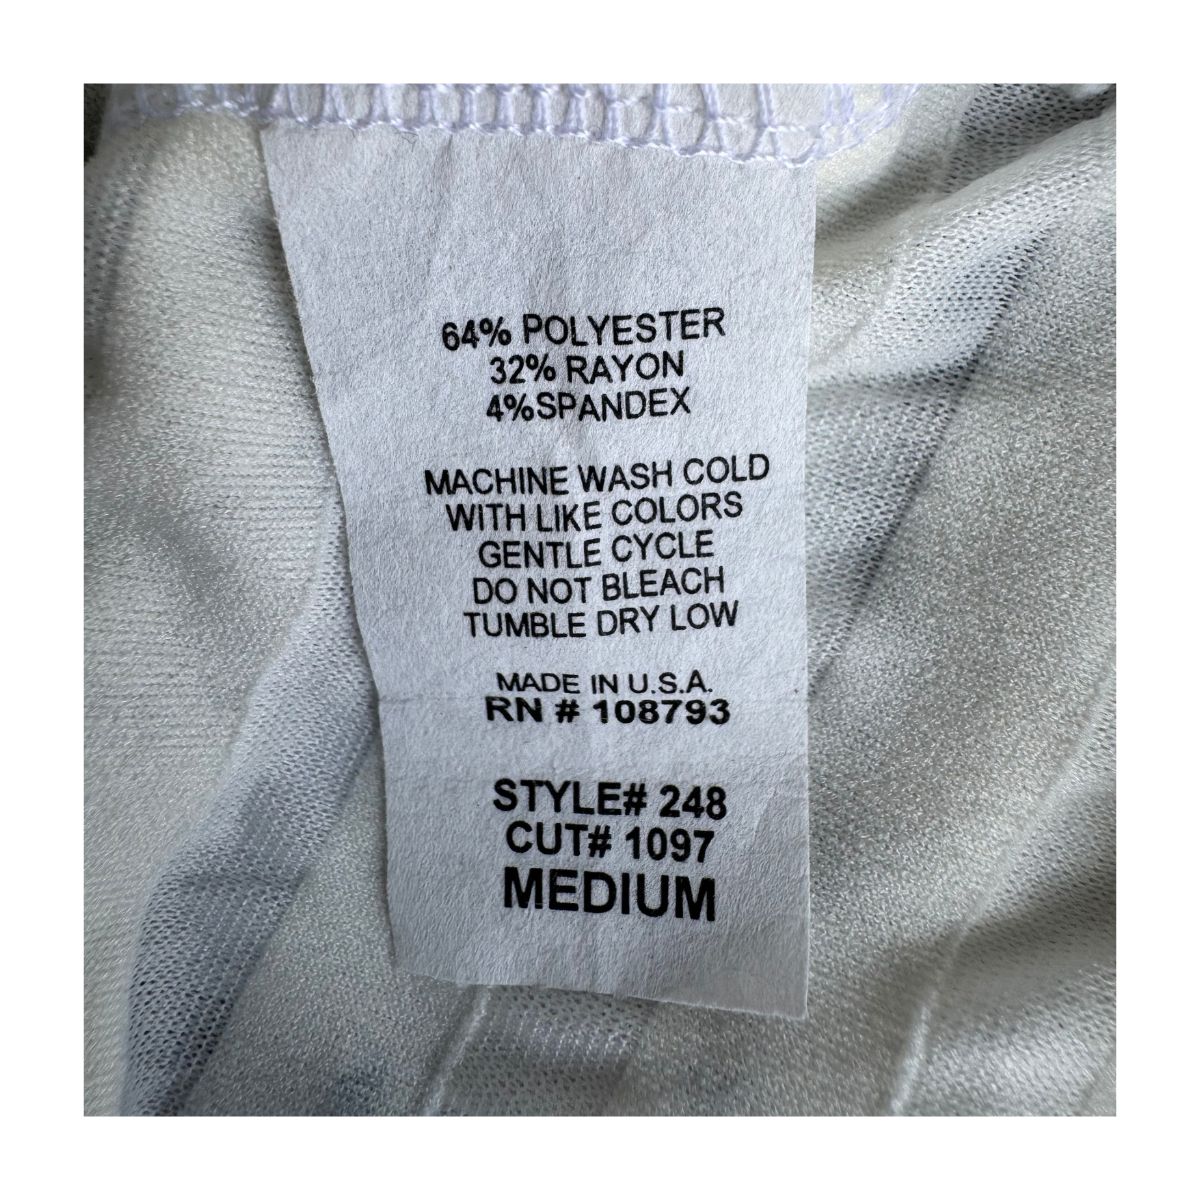 64% POLYESTER
32% RAYON
4%SPANDEX
MACHINE WASH COLD
WITH LIKE COLORS
GENTLE CYCLE
DO NOT BLEACH
TUMBLE DRY LOW
MADE IN U.S.A.
RN # 108793
STYLE# 248
CUT# 1097
MEDIUM